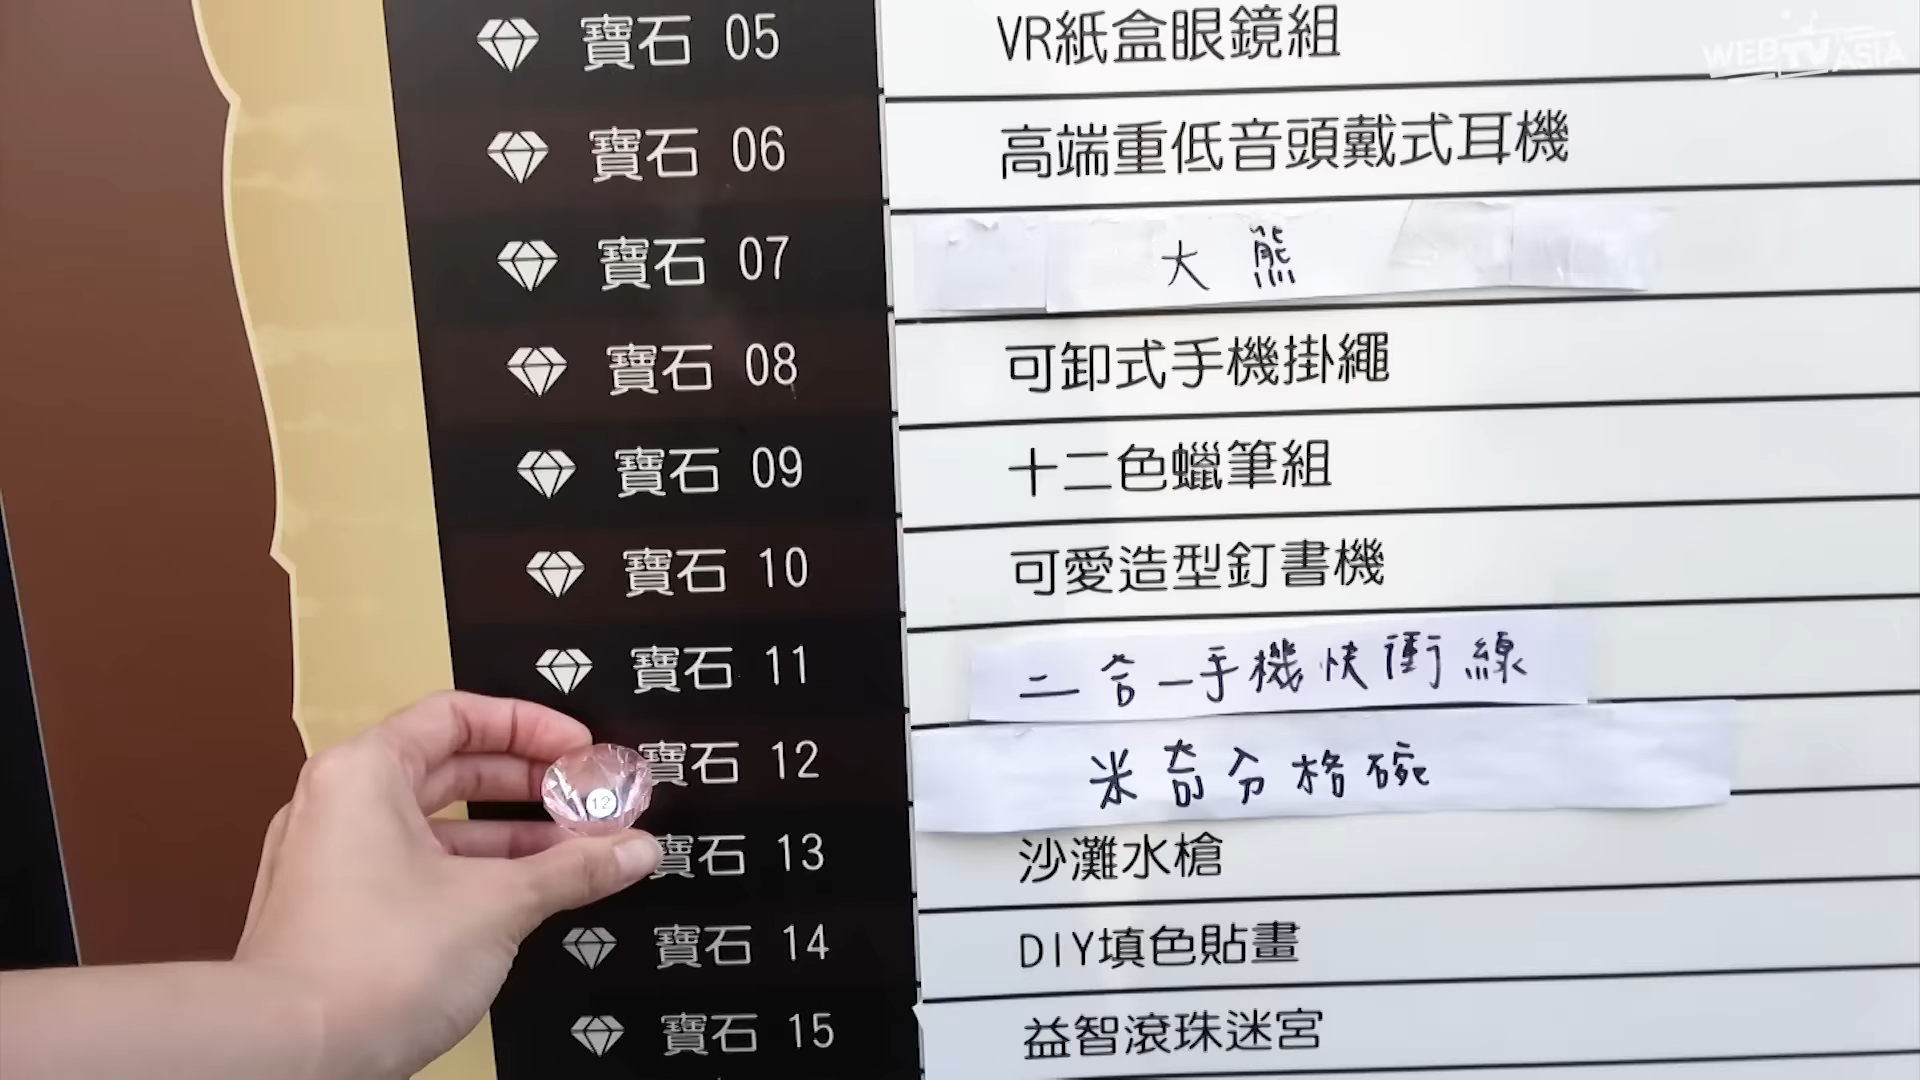 寶石 05 VR紙盒眼鏡組
WEBTVASIA
寶石 06 高端重低音頭戴式耳機
寶石 07 大熊
寶石 08 可卸式手機掛繩
寶石 09 十二色蠟筆組
寶石 10 可愛造型釘書機
寶石 11 二合一手機快衝線
寶石 12 米奇分格碗
12
寶石 13 沙灘水槍
寶石 14 DIY填色貼畫
寶石 15 益智滾珠迷宮